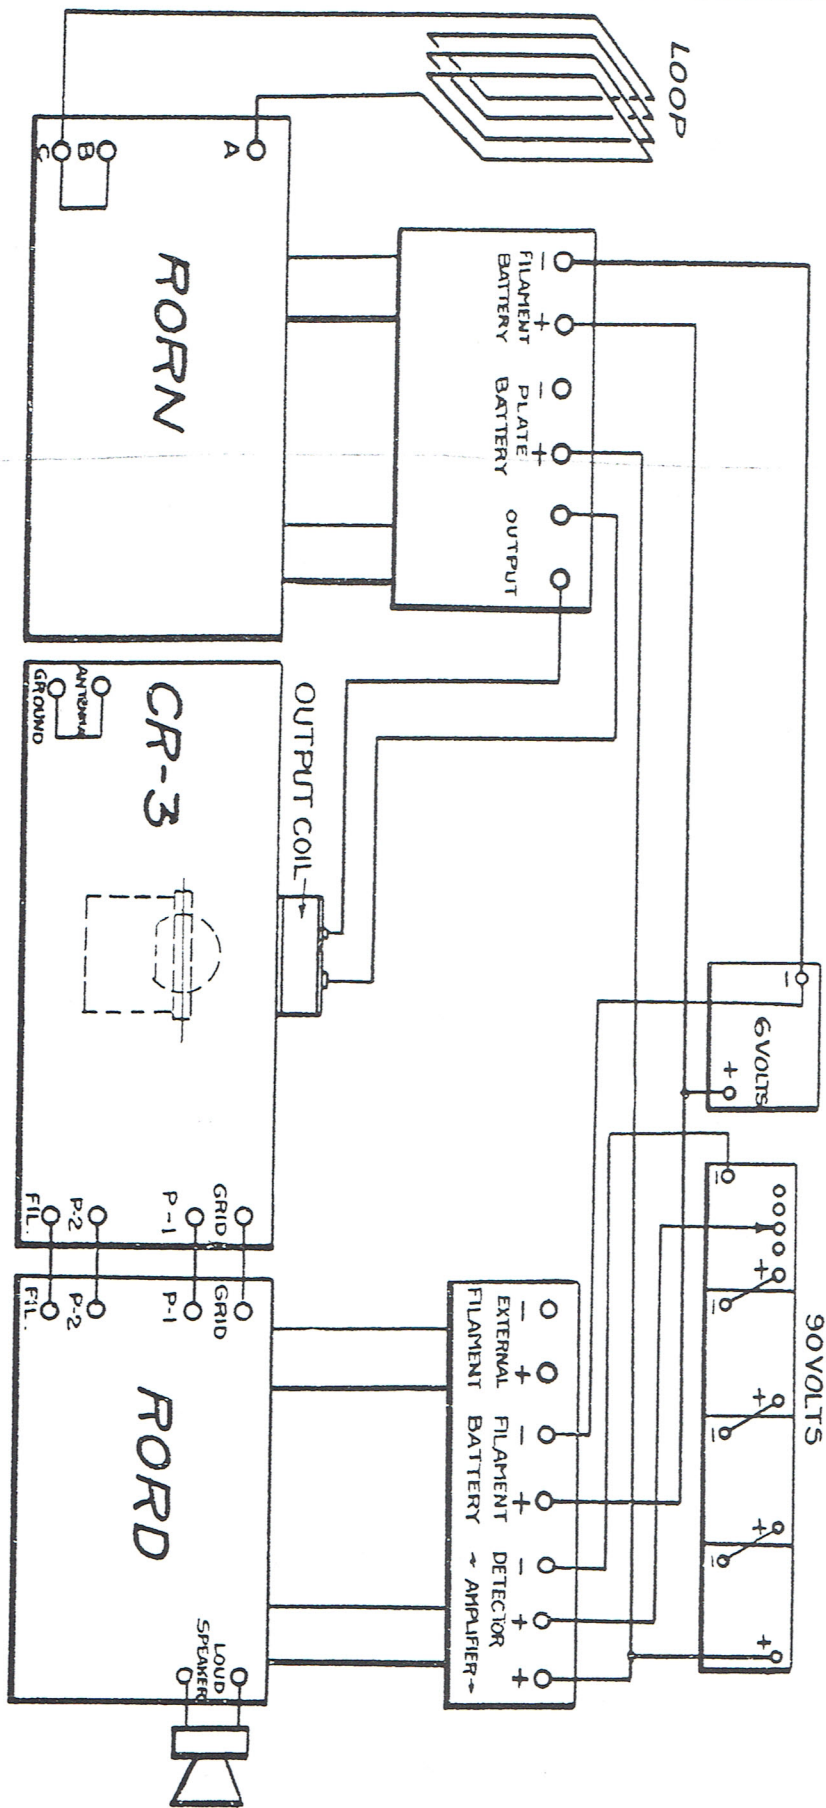 LOOP
90 VOLTS
6 VOLTS
-
+
-
+
-
+
-
+
-
+
- + - +
FILAMENT PLATE OUTPUT
BATTERY BATTERY
- + - + - + +
EXTERNAL FILAMENT DETECTOR
FILAMENT BATTERY ← AMPLIFIER →
OUTPUT COIL
A
B
C
RORN
CR-3
ANTENNA
GROUND
GRID
P-1
P-2
FIL.
GRID
P-1
P-2
FIL.
RORD
LOUD
SPEAKER